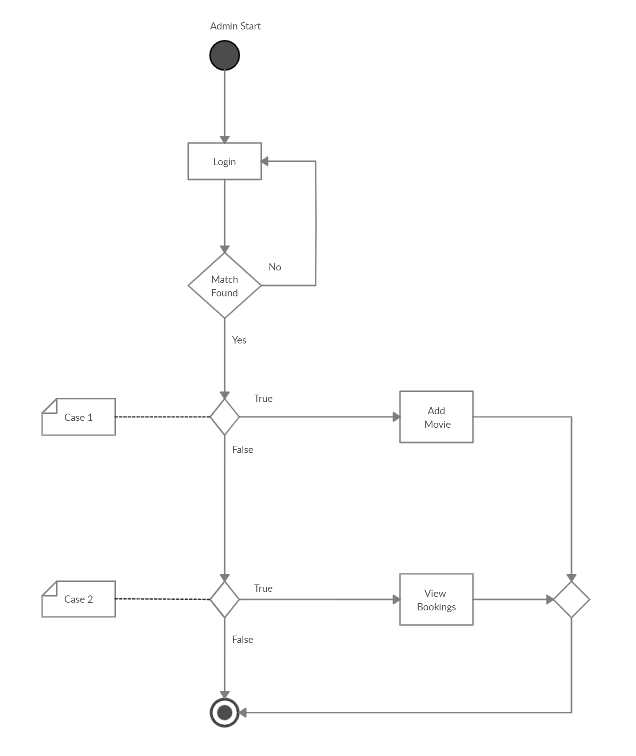 Admin Start
Login
No
Match
Found
Yes
True
Add
Movie
Case 1
False
True
View
Bookings
Case 2
False